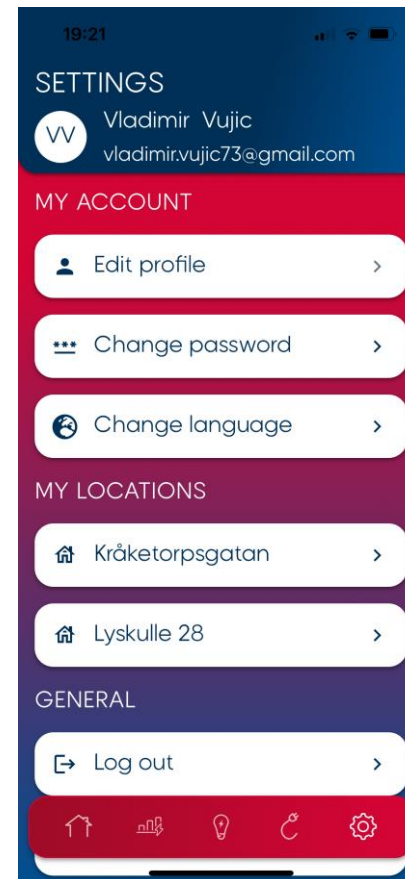 19:21
SETTINGS
VV
Vladimir Vujic
vladimir.vujic73@gmail.com
MY ACCOUNT
Edit profile
*** Change password
Change language
MY LOCATIONS
Kråketorpsgatan
Lyskulle 28
GENERAL
Log out